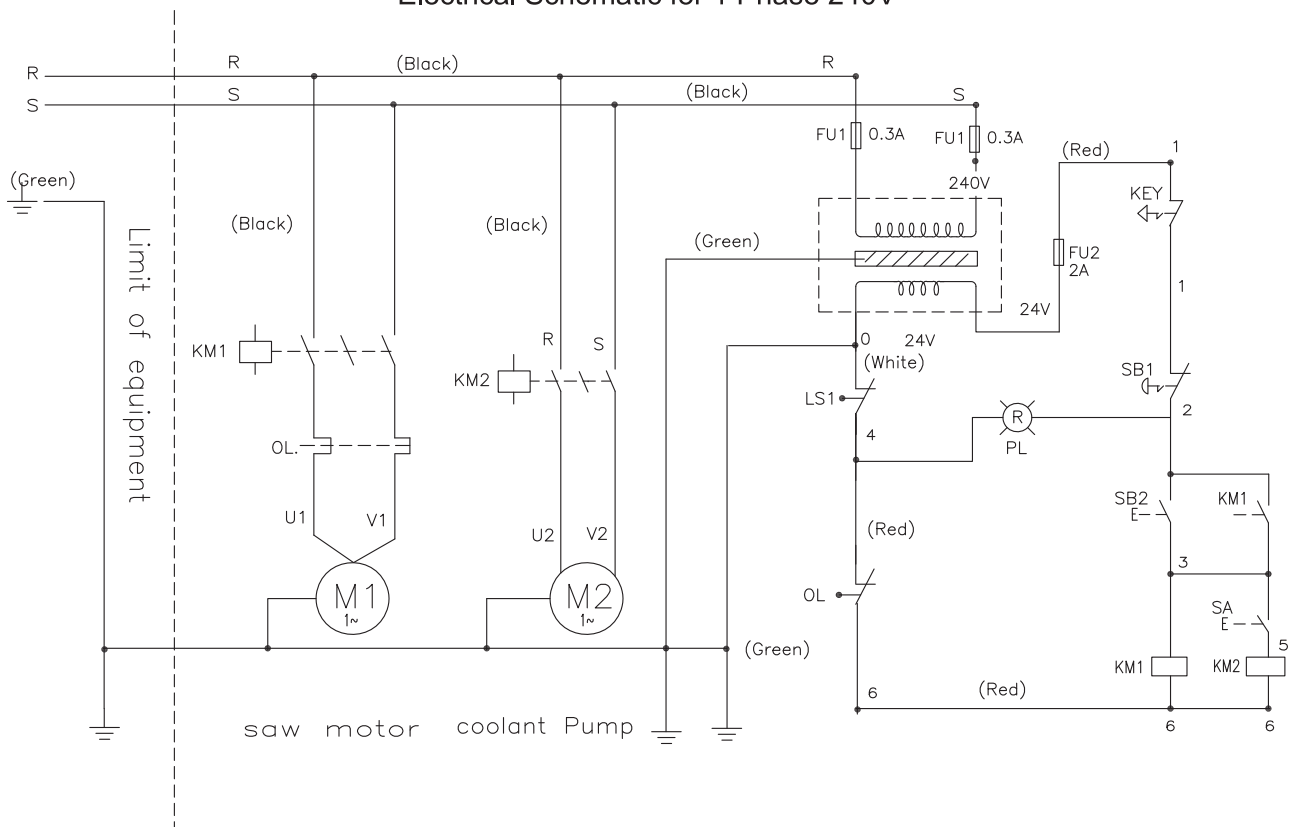 Electrical Schematic for 1 Phase 240V
R
R
(Black)
R
S
S
(Black)
S
FU1
0.3A
FU1
0.3A
(Red)
1
(Green)
240V
KEY
(Black)
(Black)
(Green)
FU2
2A
Limit of equipment
24V
1
KM1
R
S
0
24V
(White)
KM2
SB1
LS1
2
4
R
PL
OL.
SB2
E
KM1
U1
V1
U2
V2
(Red)
3
M1
1~
M2
1~
OL
SA
E
5
(Green)
KM1
KM2
6
(Red)
saw motor
coolant Pump
6
6